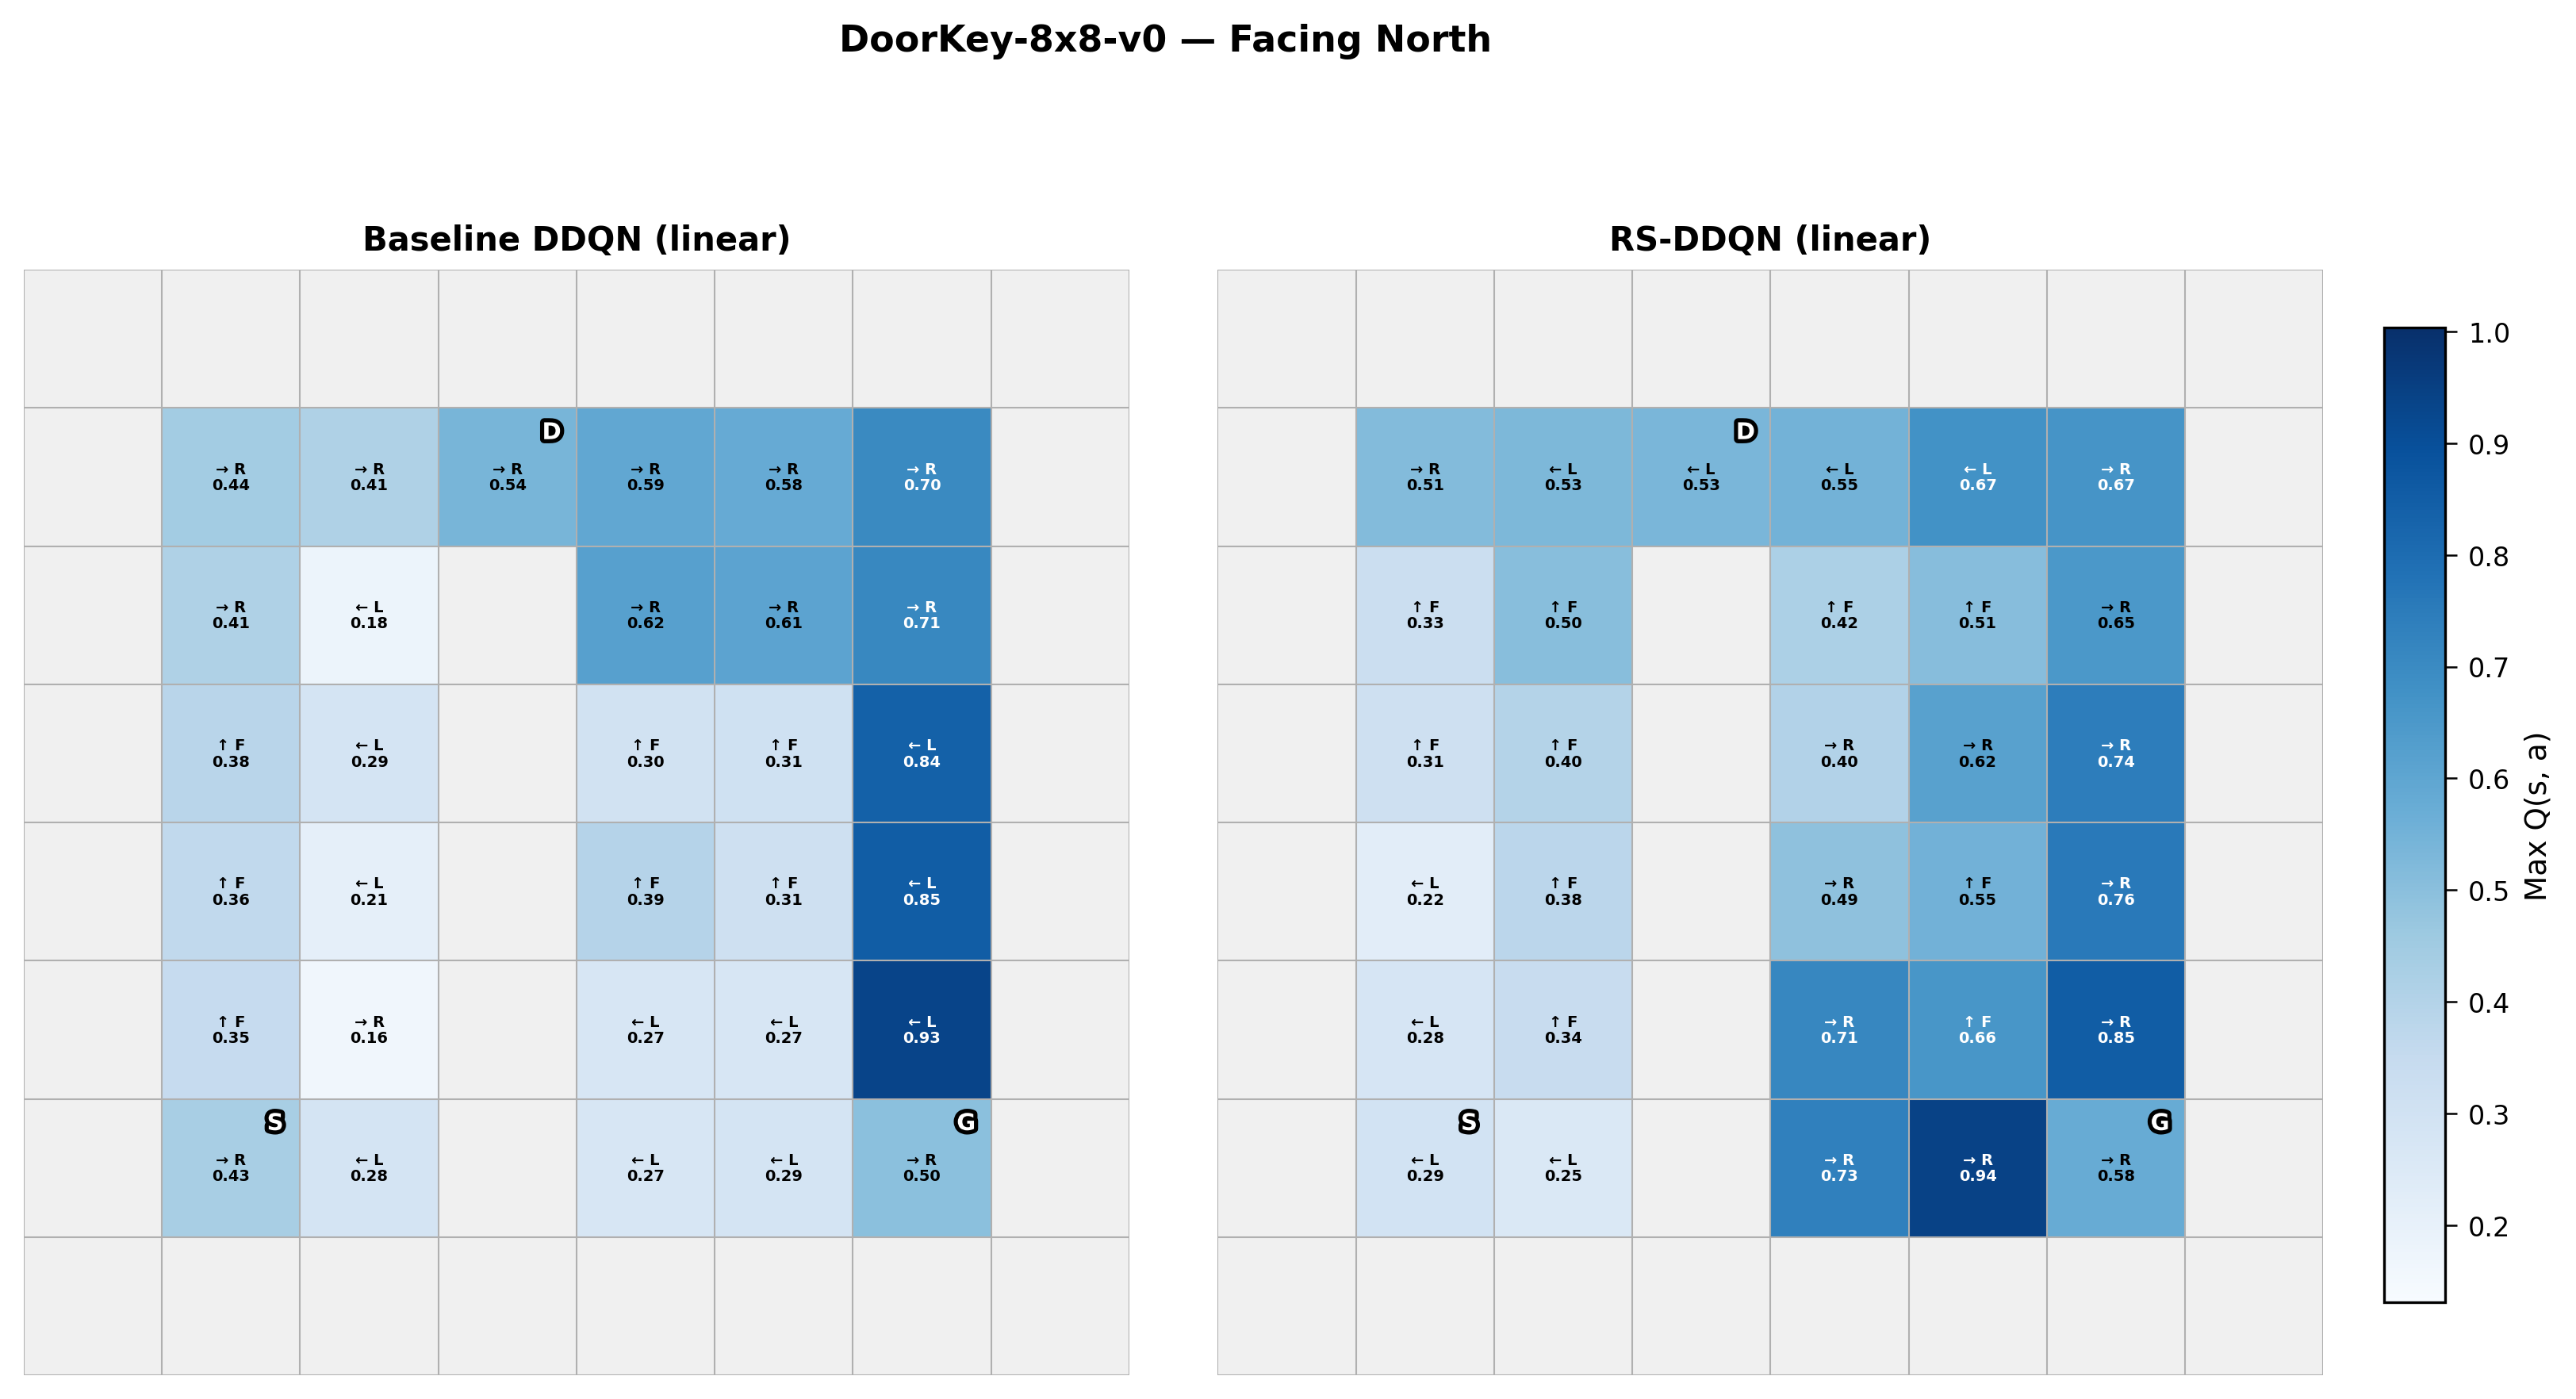 DoorKey-8x8-v0 — Facing North
Baseline DDQN (linear)
D
→ R → R → R → R → R → R
0.44 0.41 0.54 0.59 0.58 0.70
→ R ← L → R → R → R
0.41 0.18 0.62 0.61 0.71
↑ F ← L ↑ F ↑ F ← L
0.38 0.29 0.30 0.31 0.84
↑ F ← L ↑ F ↑ F ← L
0.36 0.21 0.39 0.31 0.85
↑ F → R ← L ← L ← L
0.35 0.16 0.27 0.27 0.93
S G
→ R ← L ← L ← L → R
0.43 0.28 0.27 0.29 0.50
RS-DDQN (linear)
D
→ R ← L ← L ← L ← L → R
0.51 0.53 0.53 0.55 0.67 0.67
↑ F ↑ F ↑ F ↑ F → R
0.33 0.50 0.42 0.51 0.65
↑ F ↑ F → R → R → R
0.31 0.40 0.40 0.62 0.74
← L ↑ F → R ↑ F → R
0.22 0.38 0.49 0.55 0.76
← L ↑ F → R ↑ F → R
0.28 0.34 0.71 0.66 0.85
S G
← L ← L → R → R → R
0.29 0.25 0.73 0.94 0.58
1.0
0.9
0.8
0.7
0.6
0.5
0.4
0.3
0.2
Max Q(s, a)